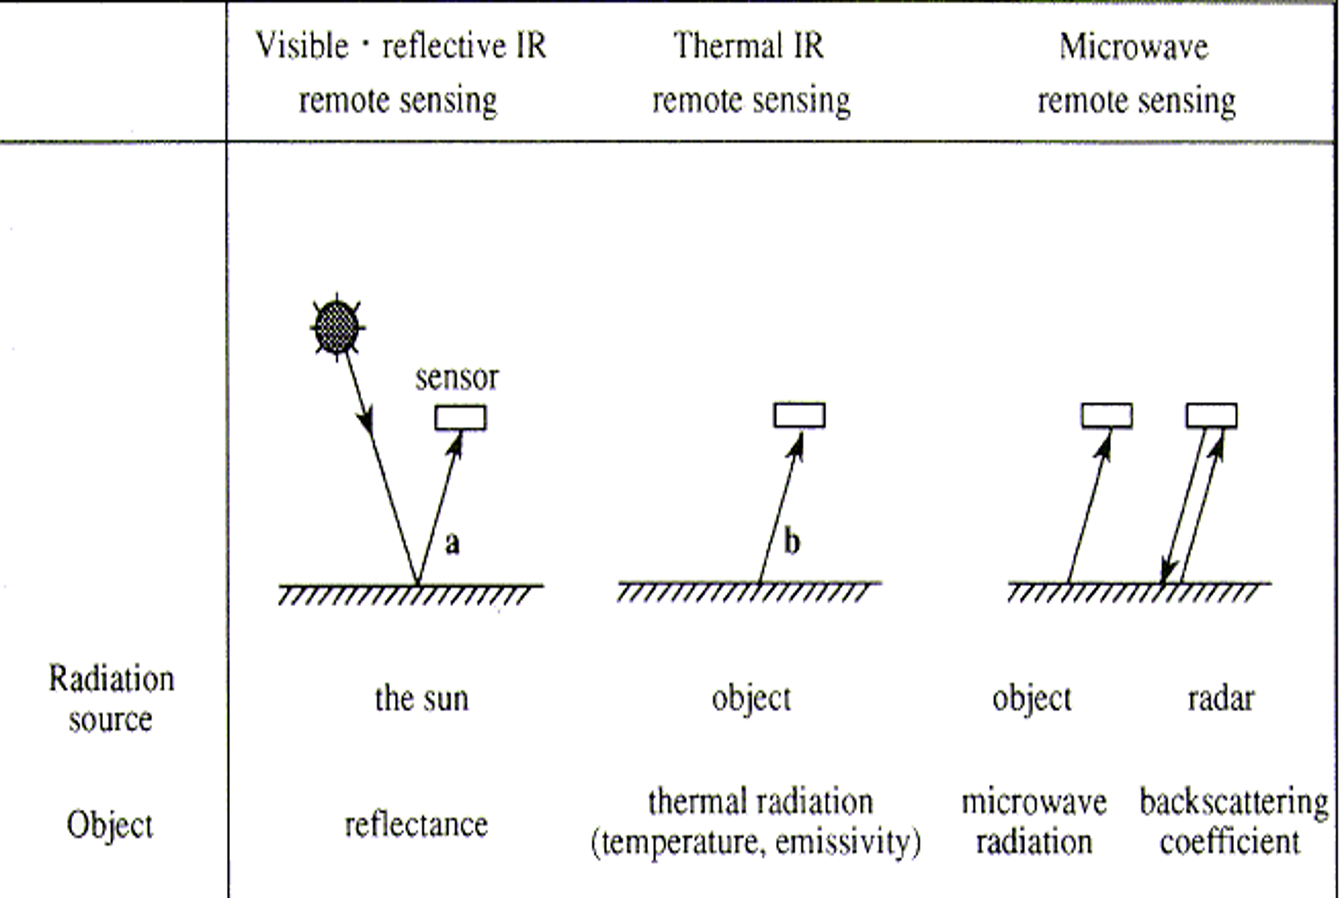 Visible · reflective IR
remote sensing
Thermal IR
remote sensing
Microwave
remote sensing
sensor
a
b
Radiation
source
the sun
object
object
radar
Object
reflectance
thermal radiation
(temperature, emissivity)
microwave
radiation
backscattering
coefficient